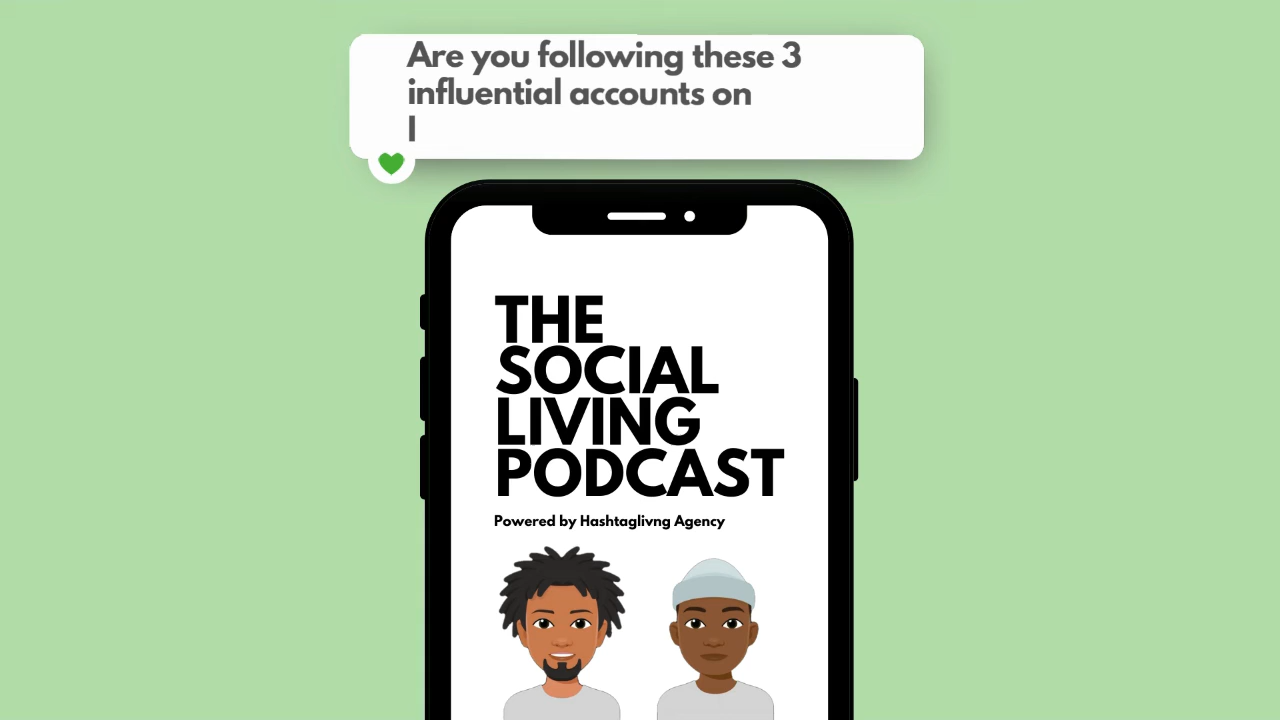 Are you following these 3
influential accounts on
I
THE
SOCIAL
LIVING
PODCAST
Powered by Hashtaglivng Agency